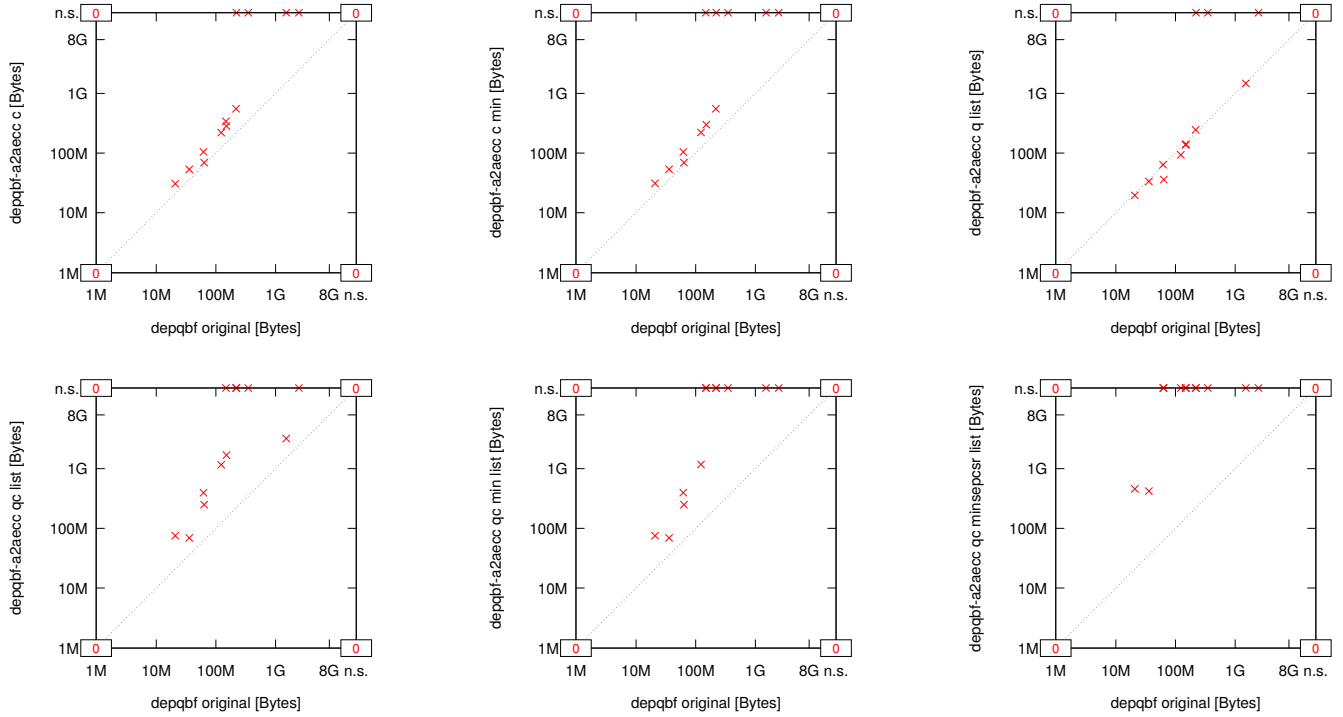 n.s.
0
0
8G
1G
100M
10M
1M
0
0
1M
10M
100M
1G
8G n.s.
depqbf original [Bytes]
depqbf-a2aecc c [Bytes]
n.s.
0
0
8G
1G
100M
10M
1M
0
0
1M
10M
100M
1G
8G n.s.
depqbf original [Bytes]
depqbf-a2aecc c min [Bytes]
n.s.
0
0
8G
1G
100M
10M
1M
0
0
1M
10M
100M
1G
8G n.s.
depqbf original [Bytes]
depqbf-a2aecc q list [Bytes]
n.s.
0
0
8G
1G
100M
10M
1M
0
0
1M
10M
100M
1G
8G n.s.
depqbf original [Bytes]
depqbf-a2aecc qc list [Bytes]
n.s.
0
0
8G
1G
100M
10M
1M
0
0
1M
10M
100M
1G
8G n.s.
depqbf original [Bytes]
depqbf-a2aecc qc min list [Bytes]
n.s.
0
0
8G
1G
100M
10M
1M
0
0
1M
10M
100M
1G
8G n.s.
depqbf original [Bytes]
depqbf-a2aecc qc minsepcsr list [Bytes]